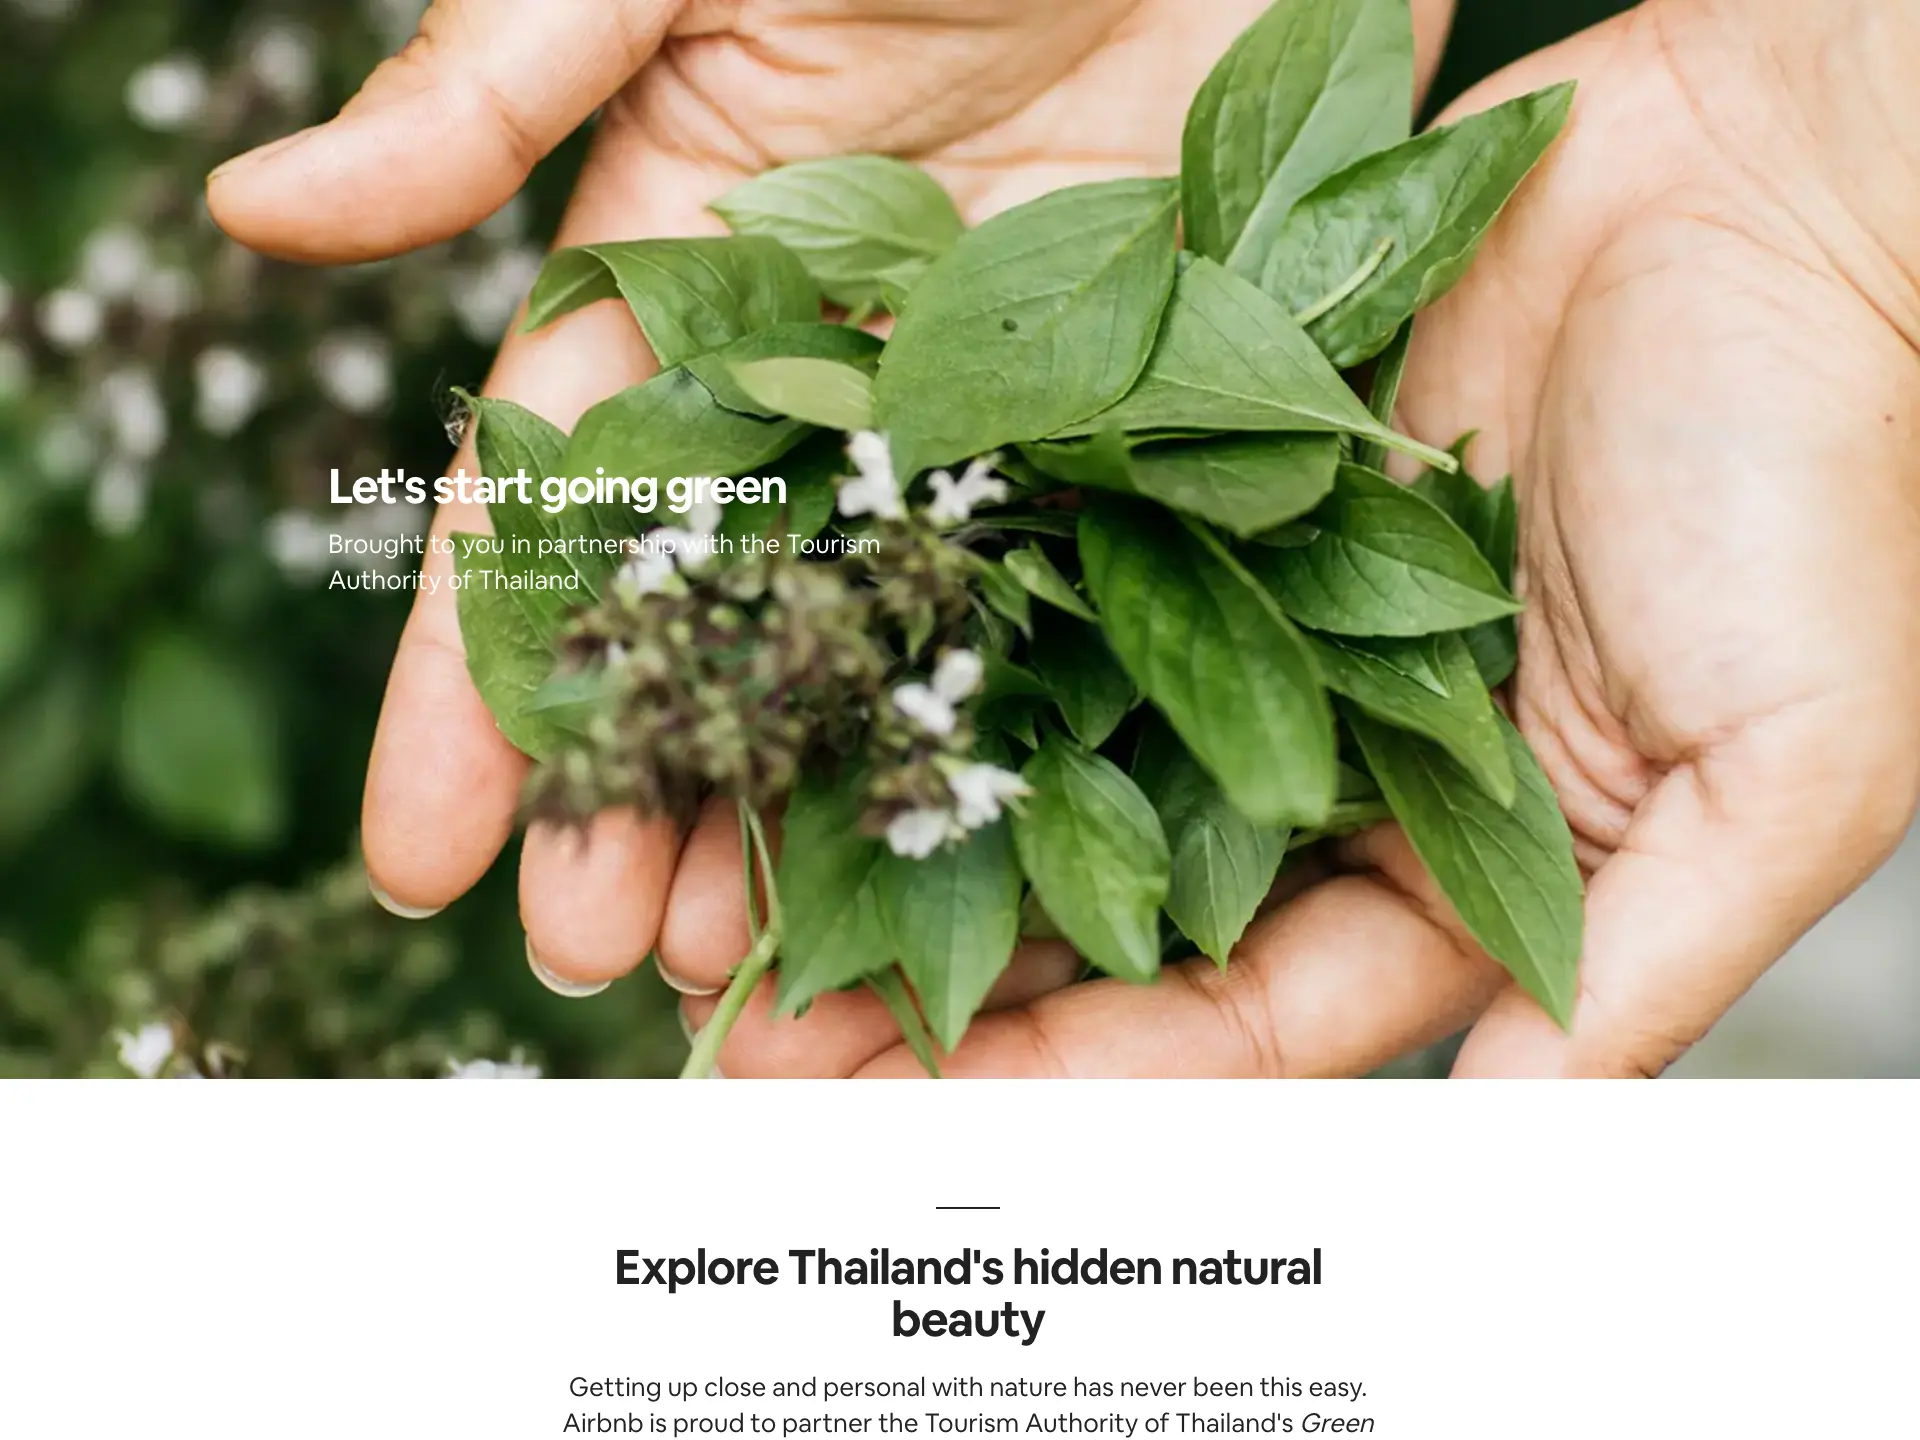 Let's start going green
Brought to you in partnership with the Tourism
Authority of Thailand
Explore Thailand's hidden natural
beauty
Getting up close and personal with nature has never been this easy.
Airbnb is proud to partner the Tourism Authority of Thailand's Green